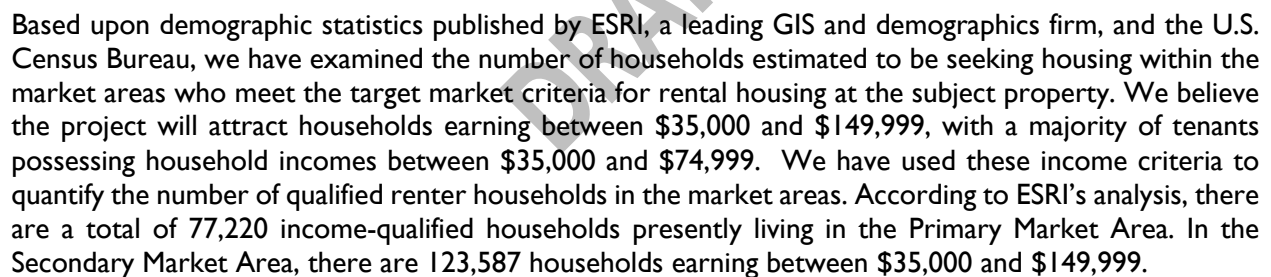 Based upon demographic statistics published by ESRI, a leading GIS and demographics firm, and the U.S.
Census Bureau, we have examined the number of households estimated to be seeking housing within the
market areas who meet the target market criteria for rental housing at the subject property. We believe
the project will attract households earning between $35,000 and $149,999, with a majority of tenants
possessing household incomes between $35,000 and $74,999. We have used these income criteria to
quantify the number of qualified renter households in the market areas. According to ESRI’s analysis, there
are a total of 77,220 income-qualified households presently living in the Primary Market Area. In the
Secondary Market Area, there are 123,587 households earning between $35,000 and $149,999.